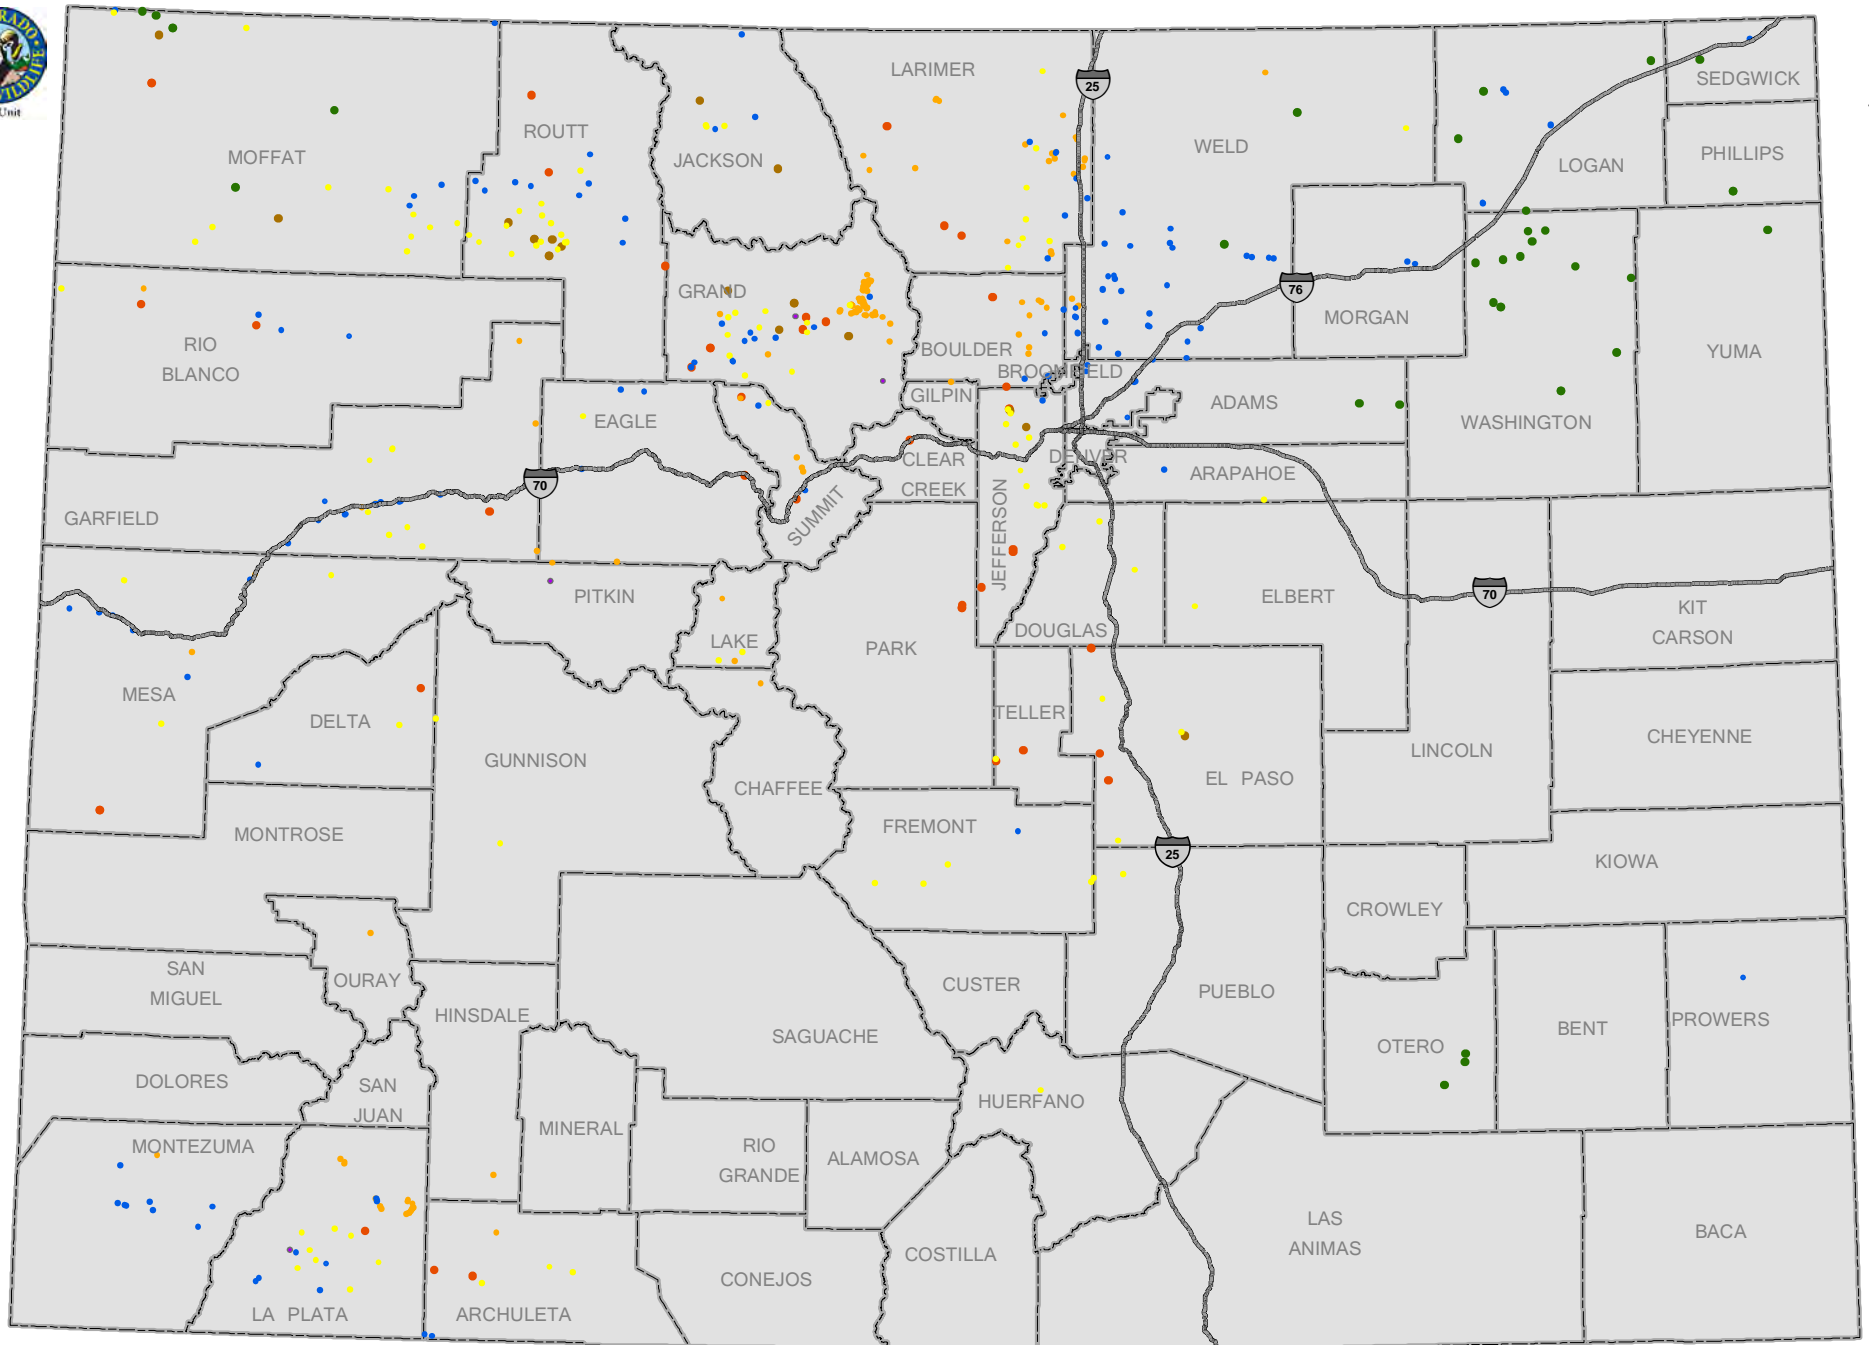 RADO
WILDLIFE
Unit
LARIMER
25
SEDGWICK
ROUTT
MOFFAT
JACKSON
WELD
LOGAN
PHILLIPS
GRAND
76
MORGAN
RIO
BLANCO
BOULDER
YUMA
BROOMFIELD
GILPIN
ADAMS
EAGLE
WASHINGTON
CLEAR
CREEK
DENVER
ARAPAHOE
70
GARFIELD
SUMMIT
JEFFERSON
PITKIN
ELBERT
70
KIT
CARSON
LAKE
DOUGLAS
PARK
MESA
DELTA
TELLER
GUNNISON
LINCOLN
CHEYENNE
CHAFFEE
EL PASO
MONTROSE
FREMONT
25
KIOWA
CROWLEY
SAN
MIGUEL
OURAY
CUSTER
PUEBLO
HINSDALE
SAGUACHE
BENT
PROWERS
OTERO
DOLORES
SAN
JUAN
HUERFANO
MINERAL
MONTEZUMA
RIO
GRANDE
ALAMOSA
LAS
ANIMAS
BACA
COSTILLA
CONEJOS
LA PLATA
ARCHULETA